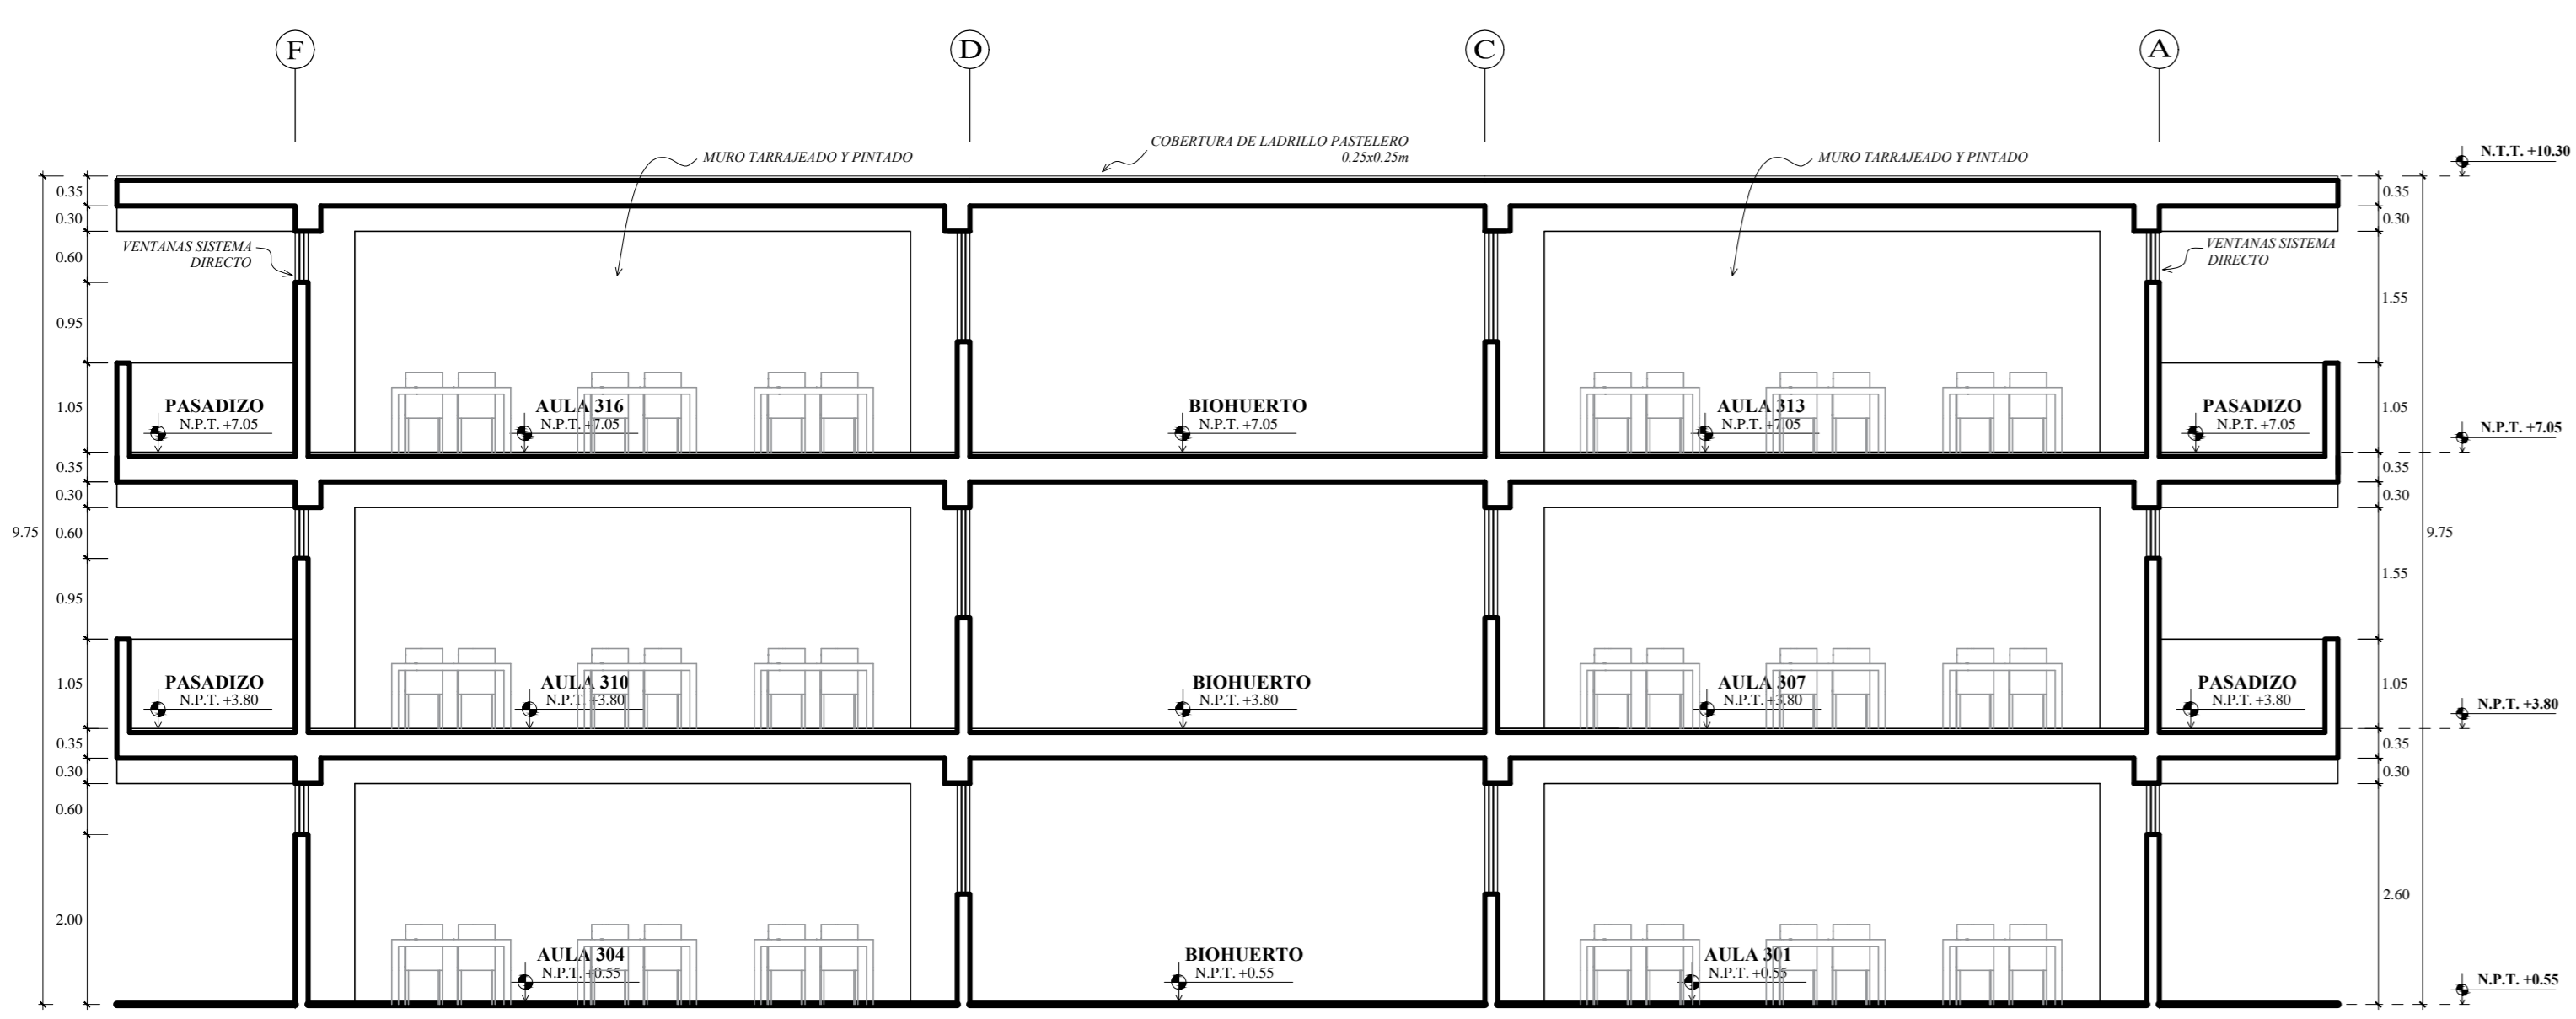 F
D
C
A
COBERTURA DE LADRILLO PASTELERO
0.25x0.25m
MURO TARRAJEADO Y PINTADO
MURO TARRAJEADO Y PINTADO
N.T.T. +10.30
0.35
0.35
0.30
0.30
VENTANAS SISTEMA
DIRECTO
VENTANAS SISTEMA
DIRECTO
0.60
1.55
0.95
1.05
1.05
PASADIZO
N.P.T. +7.05
AULA 316
N.P.T. +7.05
BIOHUERTO
N.P.T. +7.05
AULA 313
N.P.T. +7.05
PASADIZO
N.P.T. +7.05
N.P.T. +7.05
0.35
0.35
0.30
0.30
9.75
0.60
9.75
1.55
0.95
1.05
1.05
PASADIZO
N.P.T. +3.80
AULA 310
N.P.T. +3.80
BIOHUERTO
N.P.T. +3.80
AULA 307
N.P.T. +3.80
PASADIZO
N.P.T. +3.80
N.P.T. +3.80
0.35
0.35
0.30
0.30
0.60
2.00
2.60
AULA 304
N.P.T. +0.55
BIOHUERTO
N.P.T. +0.55
AULA 301
N.P.T. +0.55
N.P.T. +0.55